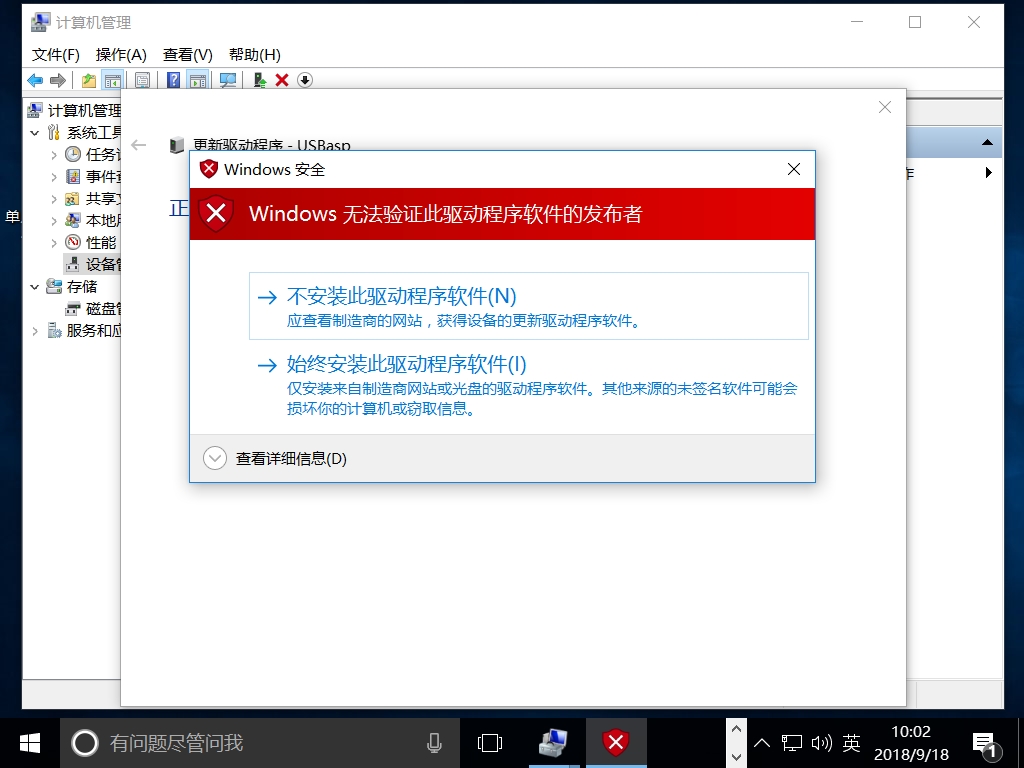 计算机管理
文件(F) 操作(A) 查看(V) 帮助(H)
计算机管理
系统工具
任务
事件
共享
本地
性能
设备
存储
磁盘
服务和应
单
更新驱动程序 - USBasp
正
Windows 安全
Windows 无法验证此驱动程序软件的发布者
不安装此驱动程序软件(N)
应查看制造商的网站，获得设备的更新驱动程序软件。
始终安装此驱动程序软件(I)
仅安装来自制造商网站或光盘的驱动程序软件。其他来源的未签名软件可能会
损坏你的计算机或窃取信息。
查看详细信息(D)
作
有问题尽管问我
英
10:02
2018/9/18
1